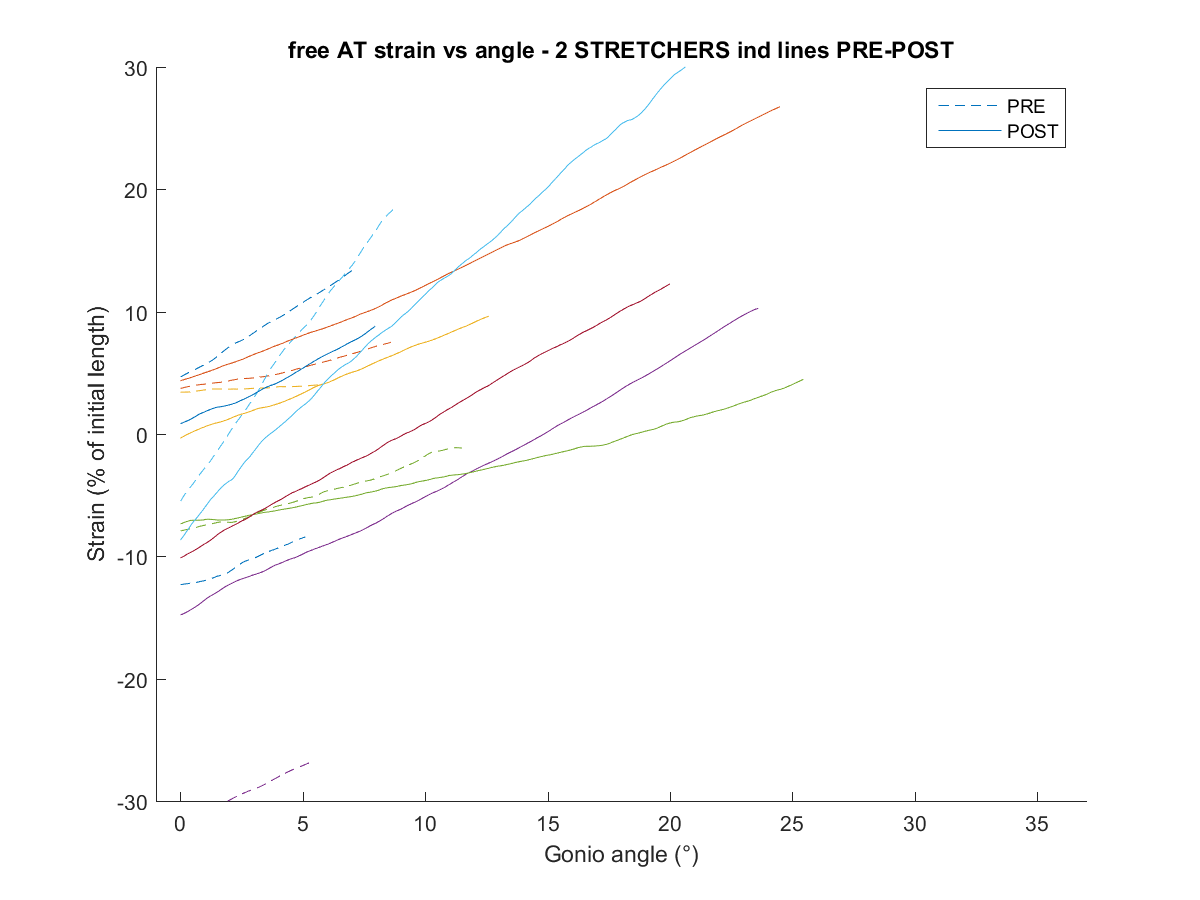 free AT strain vs angle - 2 STRETCHERS ind lines PRE-POST
PRE
POST
30
20
10
0
-10
-20
-30
Strain (% of initial length)
0 5 10 15 20 25 30 35
Gonio angle (°)